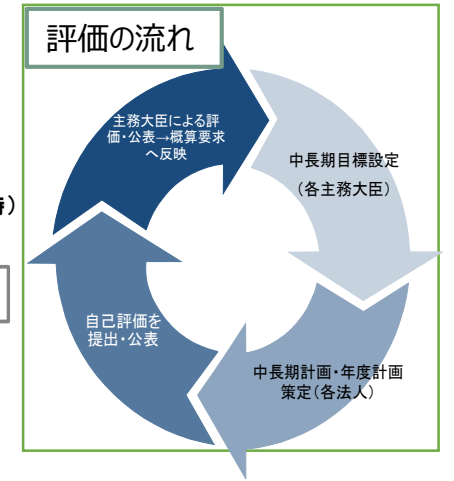 評価の流れ
主務大臣による評
価・公表→概算要求
へ反映
中長期目標設定
（各主務大臣）
時）
自己評価を
提出・公表
中長期計画・年度計画
策定（各法人）